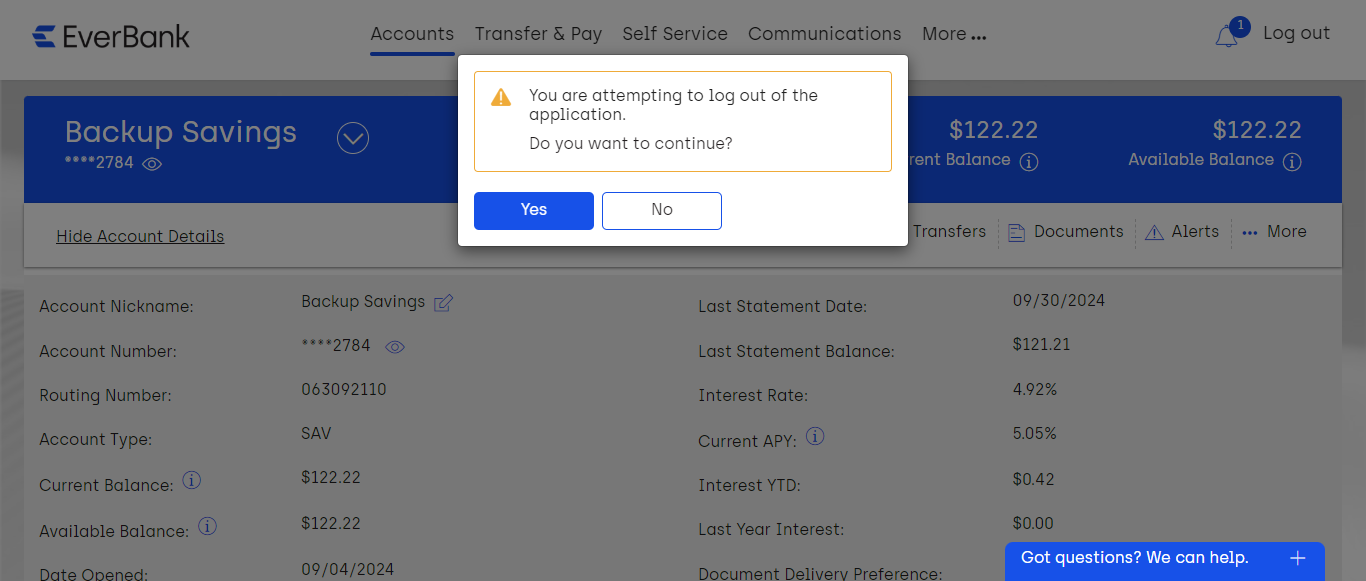 EverBank
Accounts
Transfer & Pay
Self Service
Communications
More •••
1
Log out
You are attempting to log out of the
application.
Do you want to continue?
Yes
No
Backup Savings
****2784
$122.22
rent Balance
$122.22
Available Balance
Hide Account Details
Transfers
Documents
Alerts
••• More
Account Nickname: Backup Savings
Account Number: ****2784
Routing Number: 063092110
Account Type: SAV
Current Balance: $122.22
Available Balance: $122.22
Date Opened: 09/04/2024
Last Statement Date: 09/30/2024
Last Statement Balance: $121.21
Interest Rate: 4.92%
Current APY: 5.05%
Interest YTD: $0.42
Last Year Interest: $0.00
Document Delivery Preference:
Got questions? We can help. +